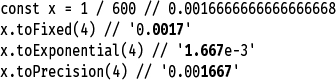 const x = 1 / 600 // 0.0016666666666666668
x.toFixed(4) // '0.0017'
x.toExponential(4) // '1.667e-3'
x.toPrecision(4) // '0.001667'